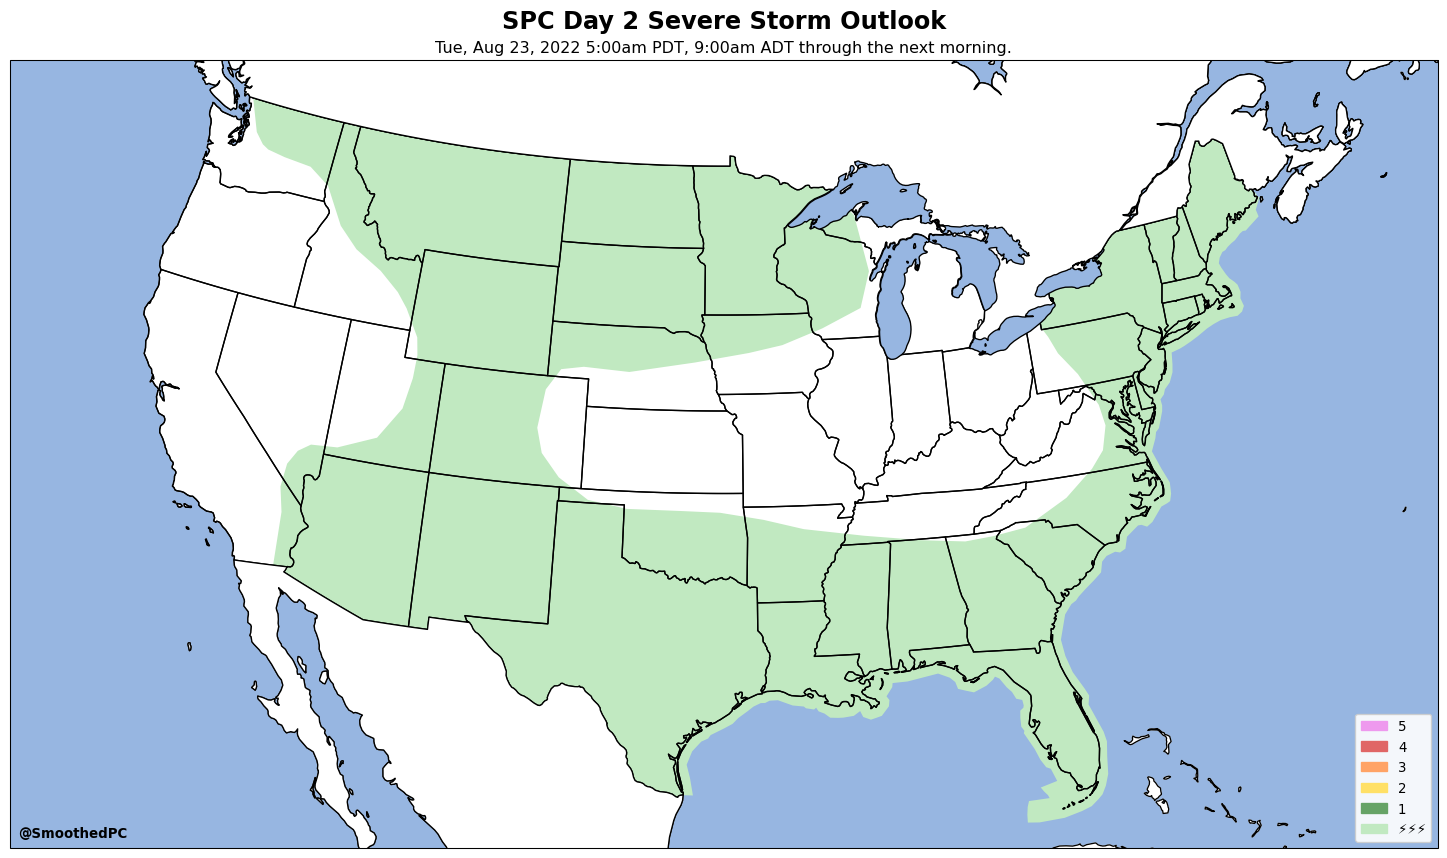 SPC Day 2 Severe Storm Outlook
Tue, Aug 23, 2022 5:00am PDT, 9:00am ADT through the next morning.
5
4
3
2
1
⚡⚡⚡
@SmoothedPC